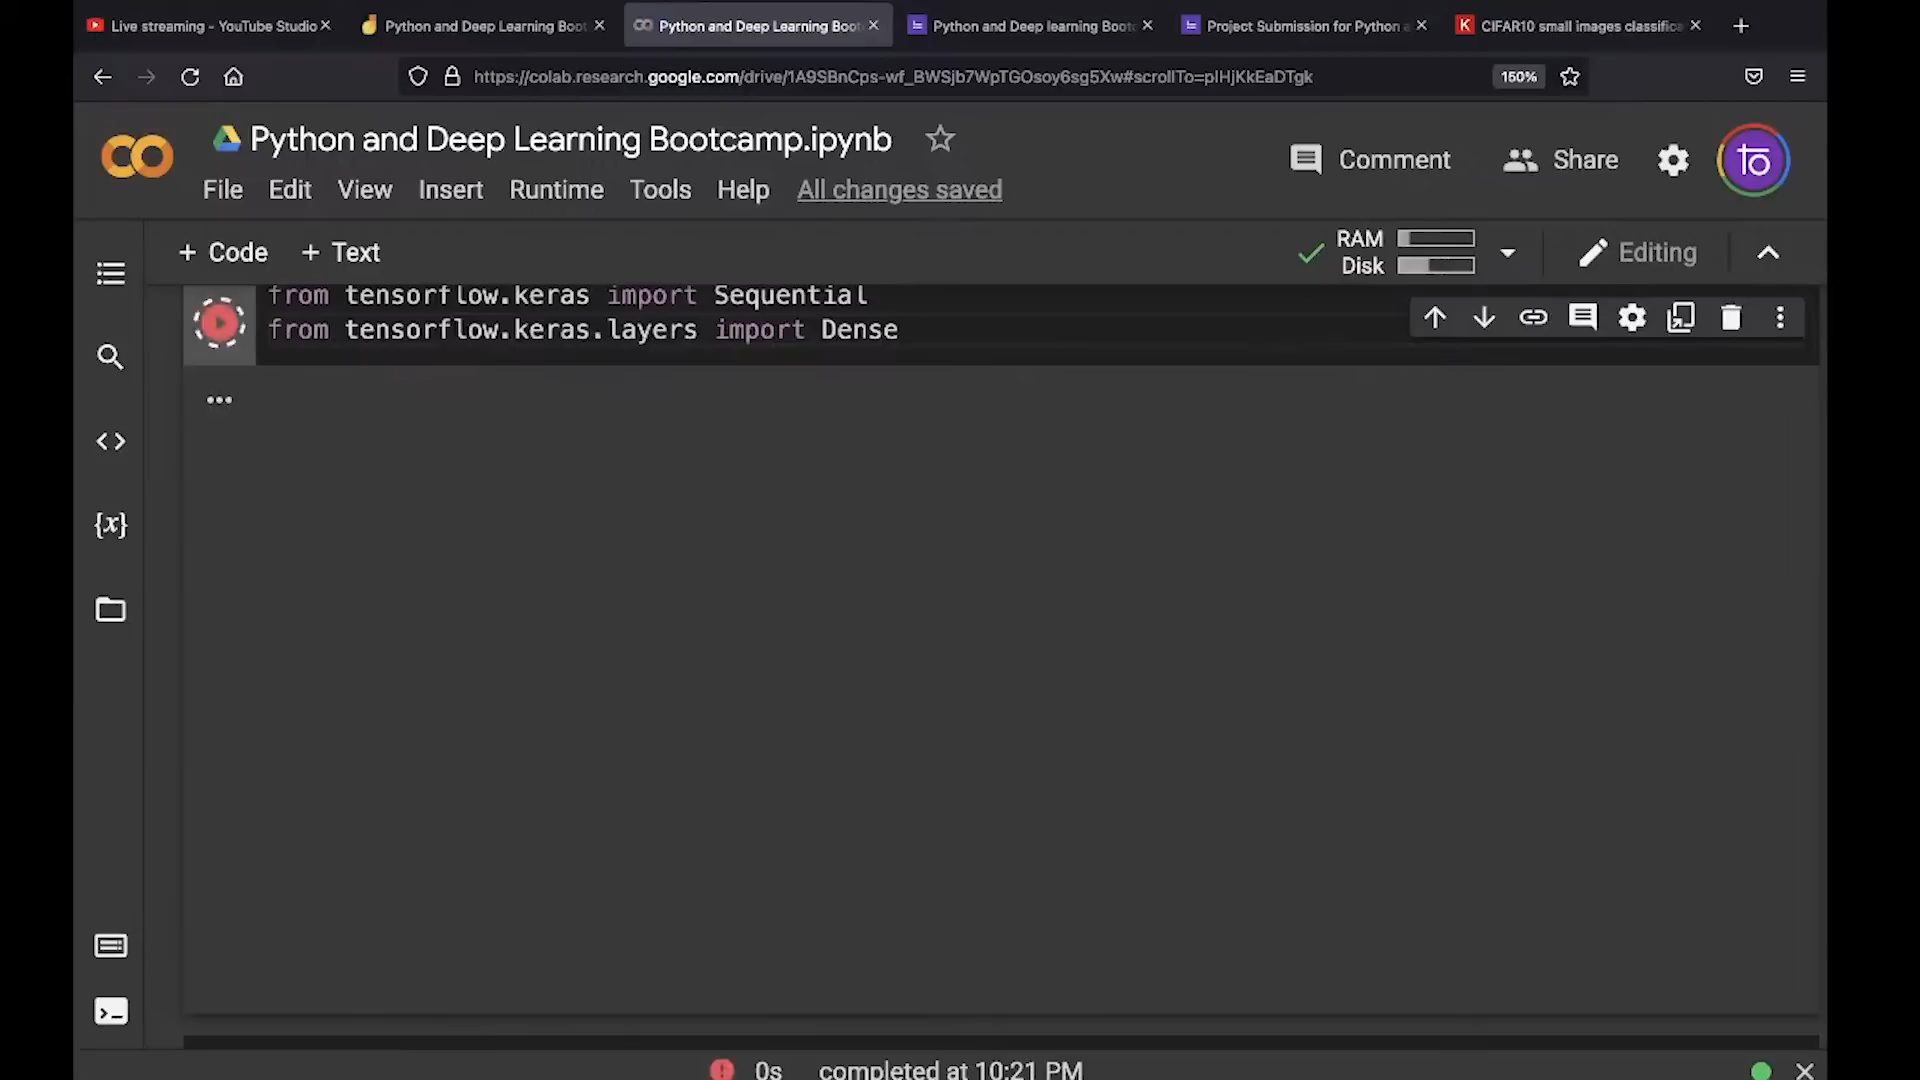 Live streaming - YouTube Studio
Python and Deep Learning Boot
Python and Deep Learning Boot
Python and Deep learning Boot
Project Submission for Python a
CIFAR10 small images classifica
https://colab.research.google.com/drive/1A9SBnCps-wf_BWSjb7WpTGOsoy6sg5Xw#scrollTo=pIHjKkEaDTgk
150%
Python and Deep Learning Bootcamp.ipynb
Comment
Share
File Edit View Insert Runtime Tools Help All changes saved
+ Code + Text
RAM
Disk
Editing
from tensorflow.keras import Sequential
from tensorflow.keras.layers import Dense
0s completed at 10:21 PM